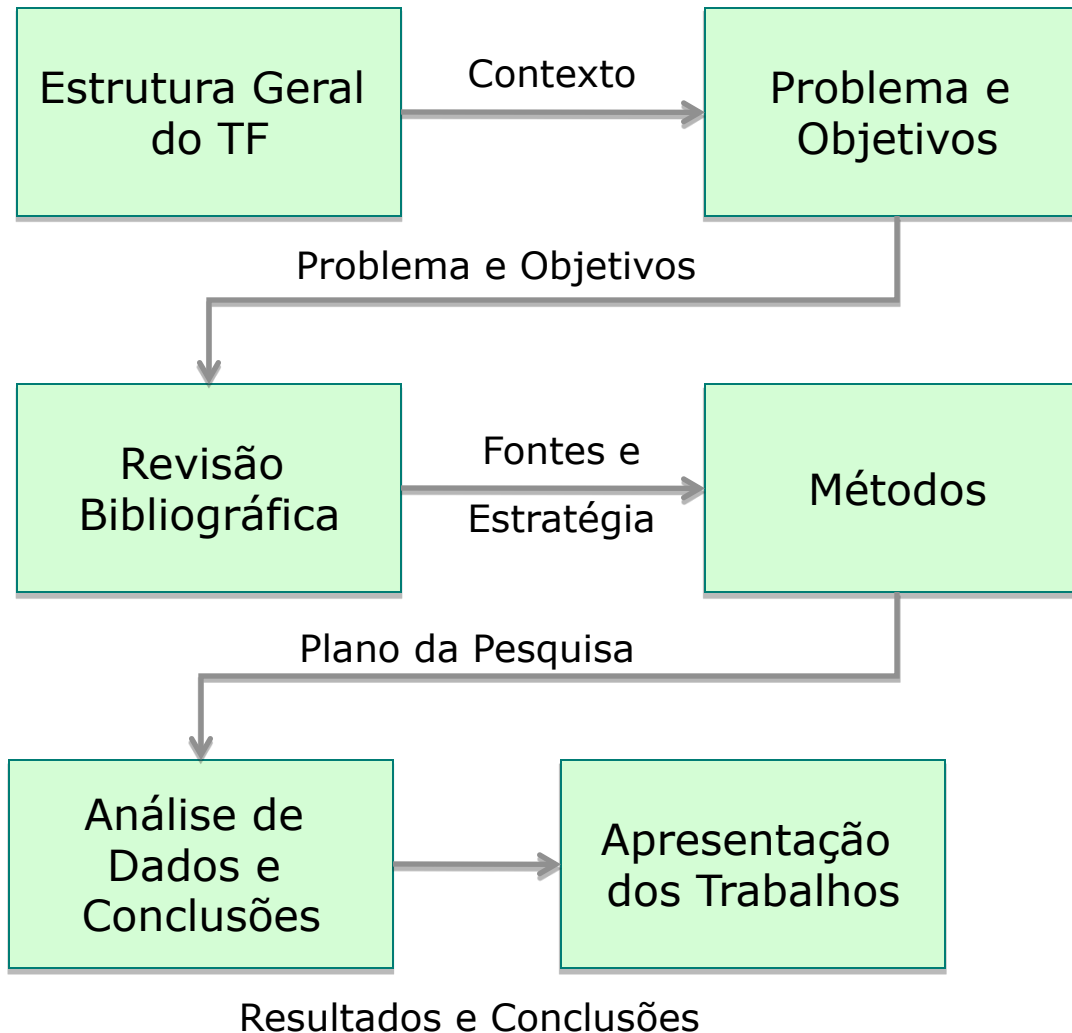 Estrutura Geral
do TF
Contexto
Problema e
Objetivos
Problema e Objetivos
Revisão
Bibliográfica
Fontes e
Estratégia
Métodos
Plano da Pesquisa
Análise de
Dados e
Conclusões
Apresentação
dos Trabalhos
Resultados e Conclusões